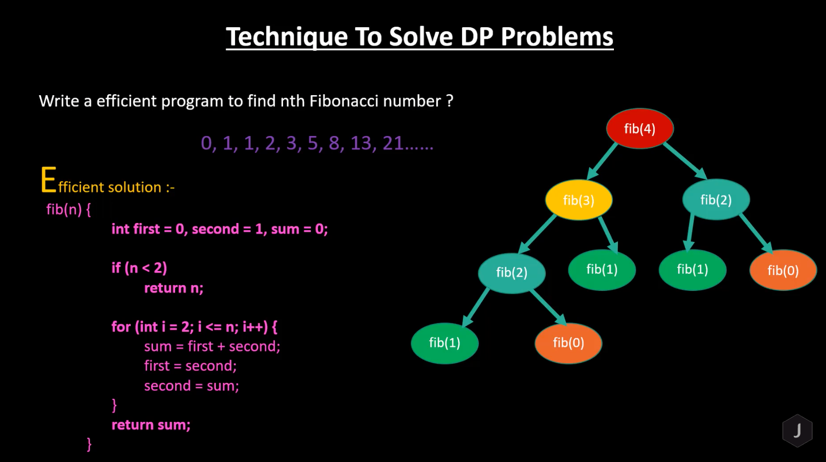 Technique To Solve DP Problems
Write a efficient program to find nth Fibonacci number ?
0, 1, 1, 2, 3, 5, 8, 13, 21......
Efficient solution :-
fib(n) {
int first = 0, second = 1, sum = 0;
if (n < 2)
return n;
for (int i = 2; i <= n; i++) {
sum = first + second;
first = second;
second = sum;
}
return sum;
}
fib(4)
fib(3)
fib(2)
fib(2)
fib(1)
fib(1)
fib(0)
fib(1)
fib(0)
J